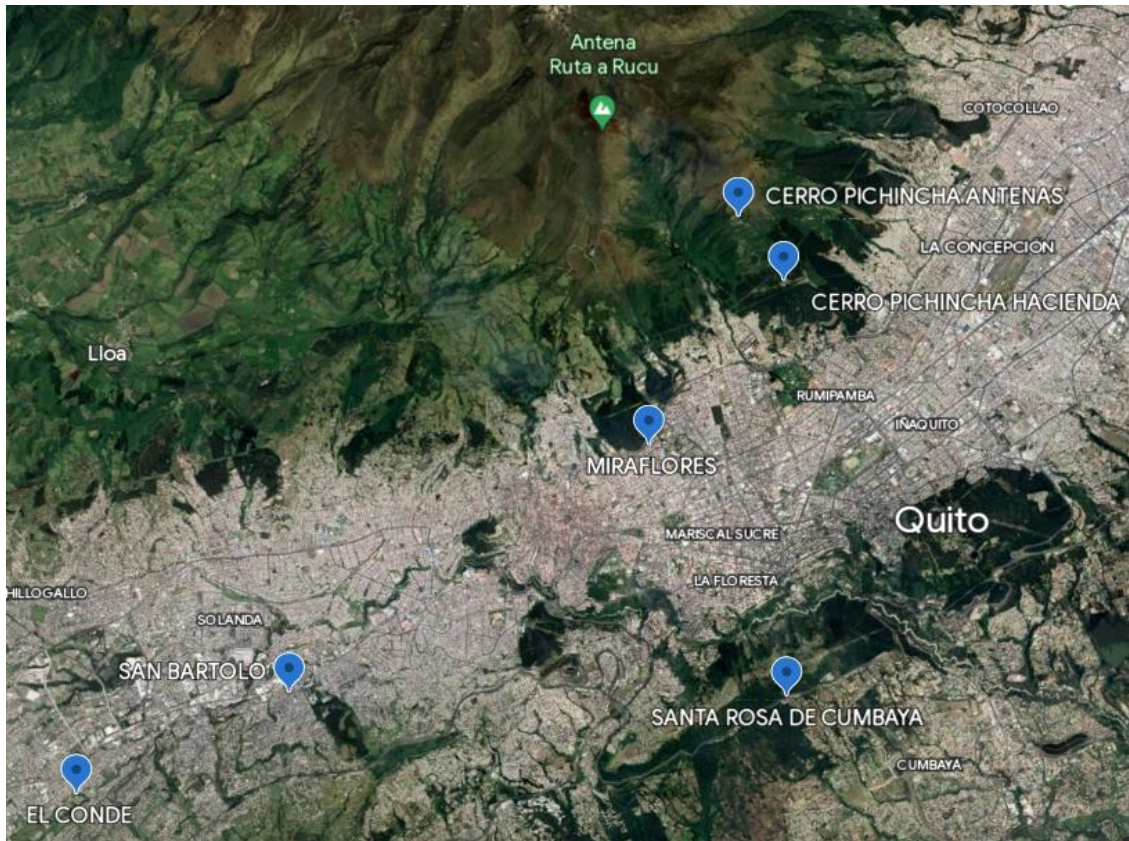 Antena
Ruta a Rucu
COTOCOLLAO
CERRO PICHINCHA ANTENAS
LA CONCEPCIÓN
CERRO PICHINCHA HACIENDA
Lloa
RUMIPAMBA
IÑAQUITO
MIRAFLORES
Quito
MARISCAL SUCRE
LA FLORESTA
HILLOGALLO
SOLANDA
SAN BARTOLO
SANTA ROSA DE CUMBAYA
CUMBAYA
EL CONDE